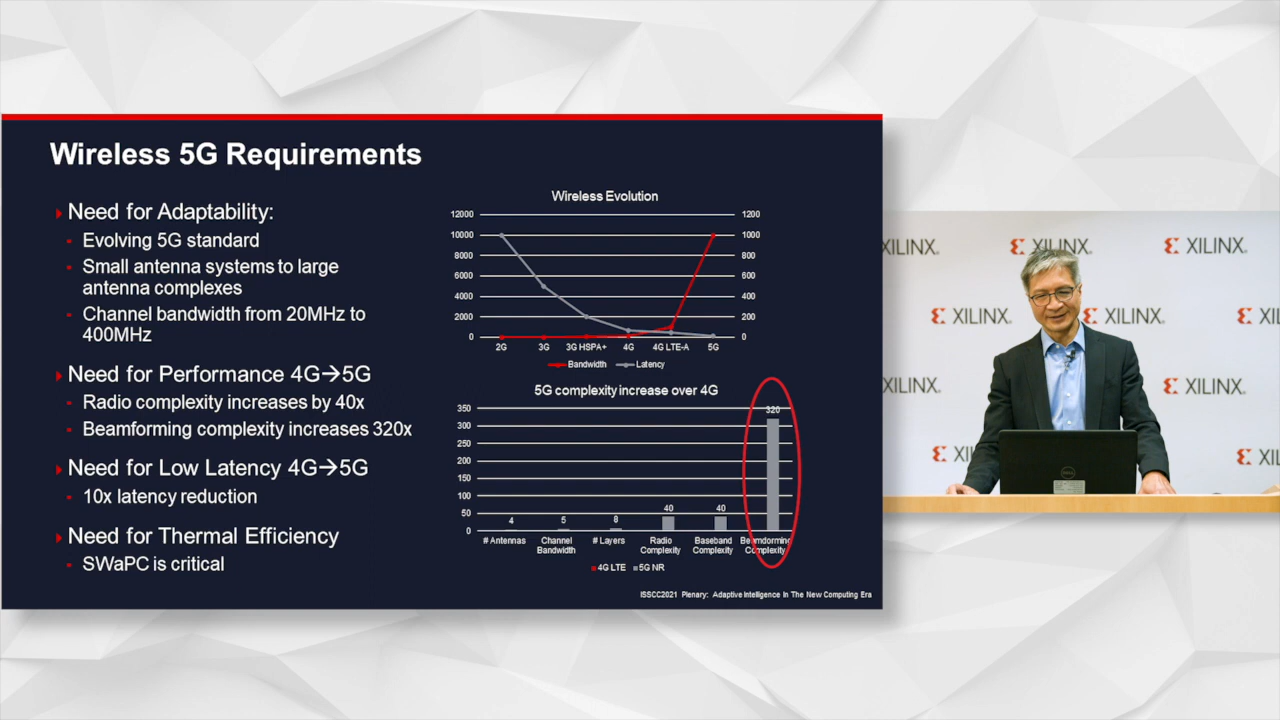 Wireless 5G Requirements
Need for Adaptability:
Evolving 5G standard
Small antenna systems to large
antenna complexes
Channel bandwidth from 20MHz to
400MHz
Need for Performance 4G→5G
Radio complexity increases by 40x
Beamforming complexity increases 320x
Need for Low Latency 4G→5G
10x latency reduction
Need for Thermal Efficiency
SWaPC is critical
Wireless Evolution
12000
10000
8000
6000
4000
2000
0
1200
1000
800
600
400
200
0
2G 3G 3G HSPA+ 4G 4G LTE-A 5G
Bandwidth Latency
5G complexity increase over 4G
350
300
250
200
150
100
50
0
4 5 8 40 40 320
# Antennas
Channel
Bandwidth
# Layers
Radio
Complexity
Baseband
Complexity
Beamdorming
Complexity
4G LTE 5G NR
ISSCC2021 Plenary: Adaptive Intelligence In The New Computing Era
XILINX. XILINX. XILINX.
XILINX. XILINX. XIL
XILINX. XILINX.
XI XIL
DELL